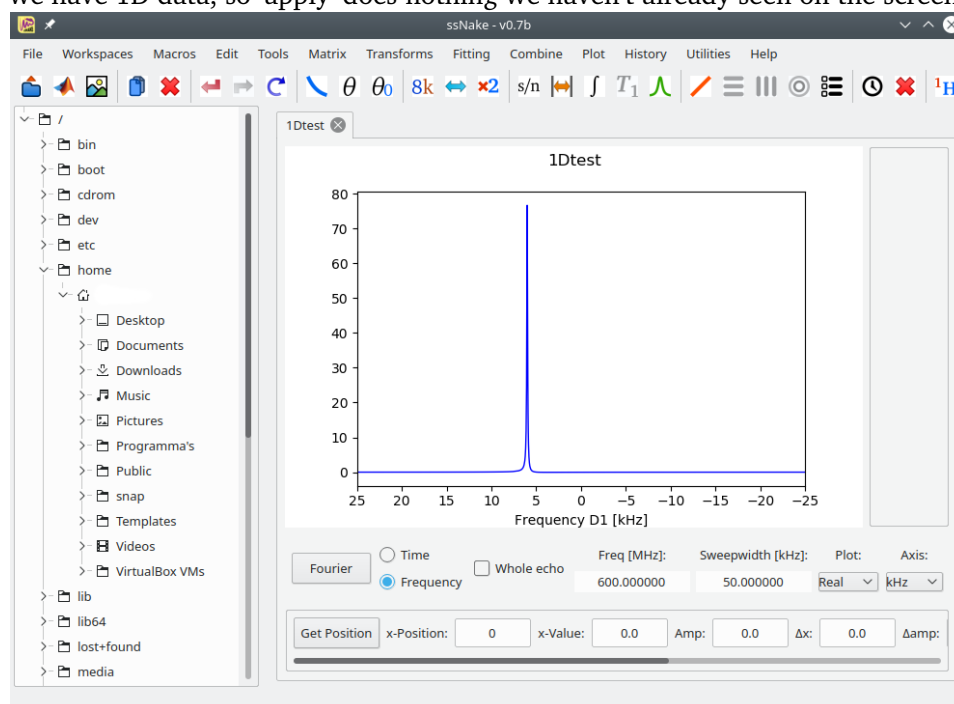 we have 1D data, so 'apply' does nothing we haven't already seen on the screen
ssNake - v0.7b
File Workspaces Macros Edit Tools Matrix Transforms Fitting Combine Plot History Utilities Help
θ θ0 8k ×2 s/n ∫ T1 1H
/
bin
boot
cdrom
dev
etc
home
Desktop
Documents
Downloads
Music
Pictures
Programma's
Public
snap
Templates
Videos
VirtualBox VMs
lib
lib64
lost+found
media
1Dtest
1Dtest
80
70
60
50
40
30
20
10
0
25 20 15 10 5 0 −5 −10 −15 −20 −25
Frequency D1 [kHz]
Fourier
Time
Frequency
Whole echo
Freq [MHz]: Sweepwidth [kHz]: Plot: Axis:
600.000000 50.000000 Real kHz
Get Position x-Position: 0 x-Value: 0.0 Amp: 0.0 Δx: 0.0 Δamp: